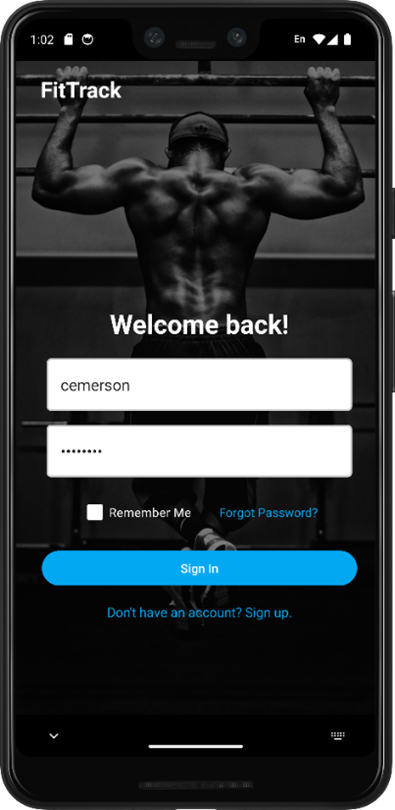 1:02 En
FitTrack
Welcome back!
cemerson
••••••••
Remember Me Forgot Password?
Sign In
Don't have an account? Sign up.